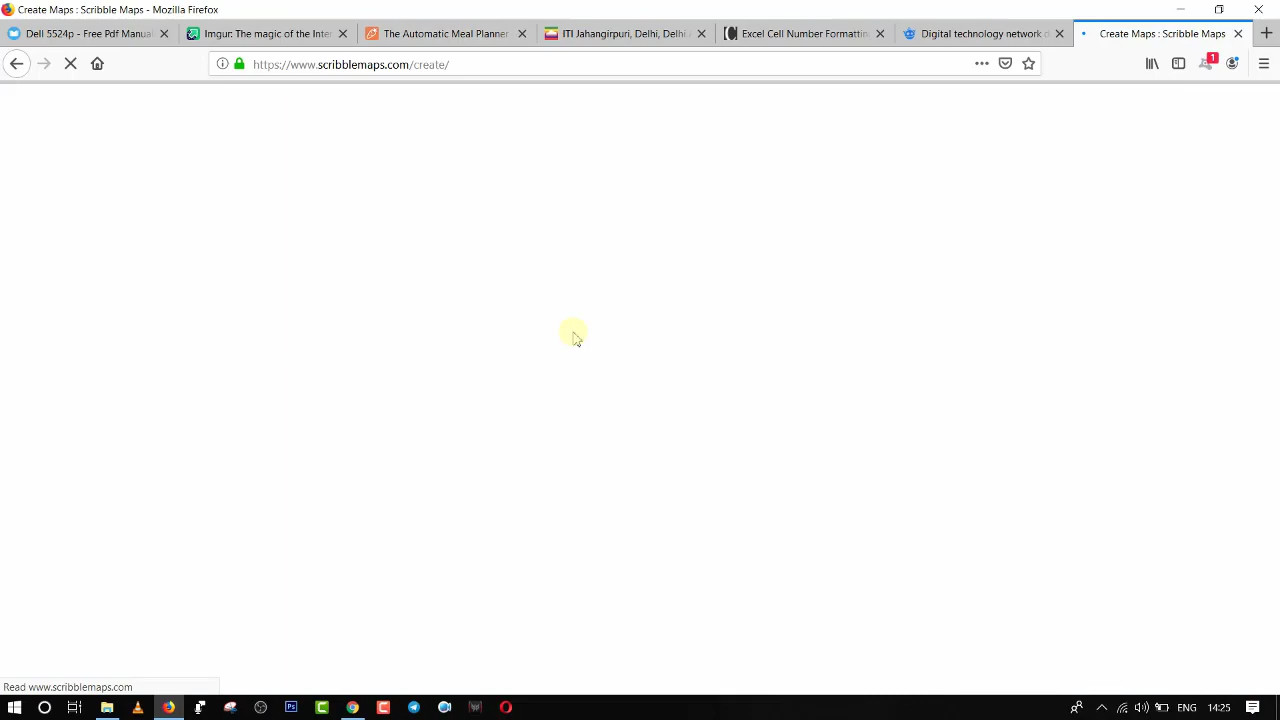 Create Maps : Scribble Maps - Mozilla Firefox
Dell 5524p - Free Pdf Manual
Imgur: The magic of the Inter
The Automatic Meal Planner
ITI Jahangirpuri, Delhi, Delhi
Excel Cell Number Formattin
Digital technology network d
Create Maps : Scribble Maps
https://www.scribblemaps.com/create/
1
Read www.scribblemaps.com
ENG
14:25